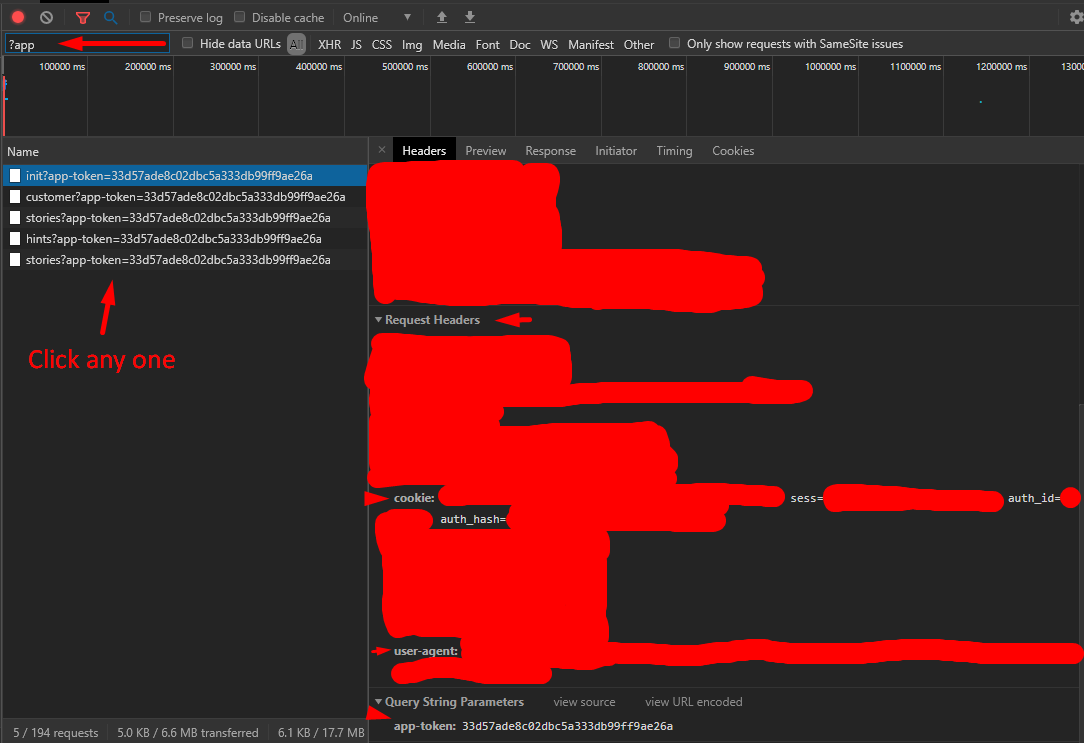 Preserve log Disable cache Online
?app Hide data URLs All XHR JS CSS Img Media Font Doc WS Manifest Other Only show requests with SameSite issues
100000 ms 200000 ms 300000 ms 400000 ms 500000 ms 600000 ms 700000 ms 800000 ms 900000 ms 1000000 ms 1100000 ms 1200000 ms 13000
Name
Headers Preview Response Initiator Timing Cookies
init?app-token=33d57ade8c02dbc5a333db99ff9ae26a
customer?app-token=33d57ade8c02dbc5a333db99ff9ae26a
stories?app-token=33d57ade8c02dbc5a333db99ff9ae26a
hints?app-token=33d57ade8c02dbc5a333db99ff9ae26a
stories?app-token=33d57ade8c02dbc5a333db99ff9ae26a
Click any one
Request Headers
cookie: sess= auth_id=
auth_hash=
user-agent:
Query String Parameters view source view URL encoded
app-token: 33d57ade8c02dbc5a333db99ff9ae26a
5 / 194 requests 5.0 KB / 6.6 MB transferred 6.1 KB / 17.7 MB